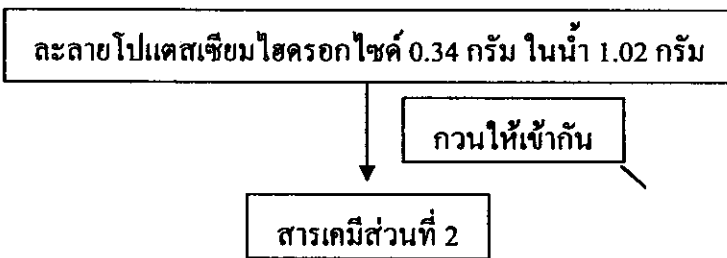 ละลายโปแตสเซียมไฮดรอกไซค์ 0.34 กรัม ในน้ำ 1.02 กรัม
กวนให้เข้ากัน
สารเคมีส่วนที่ 2